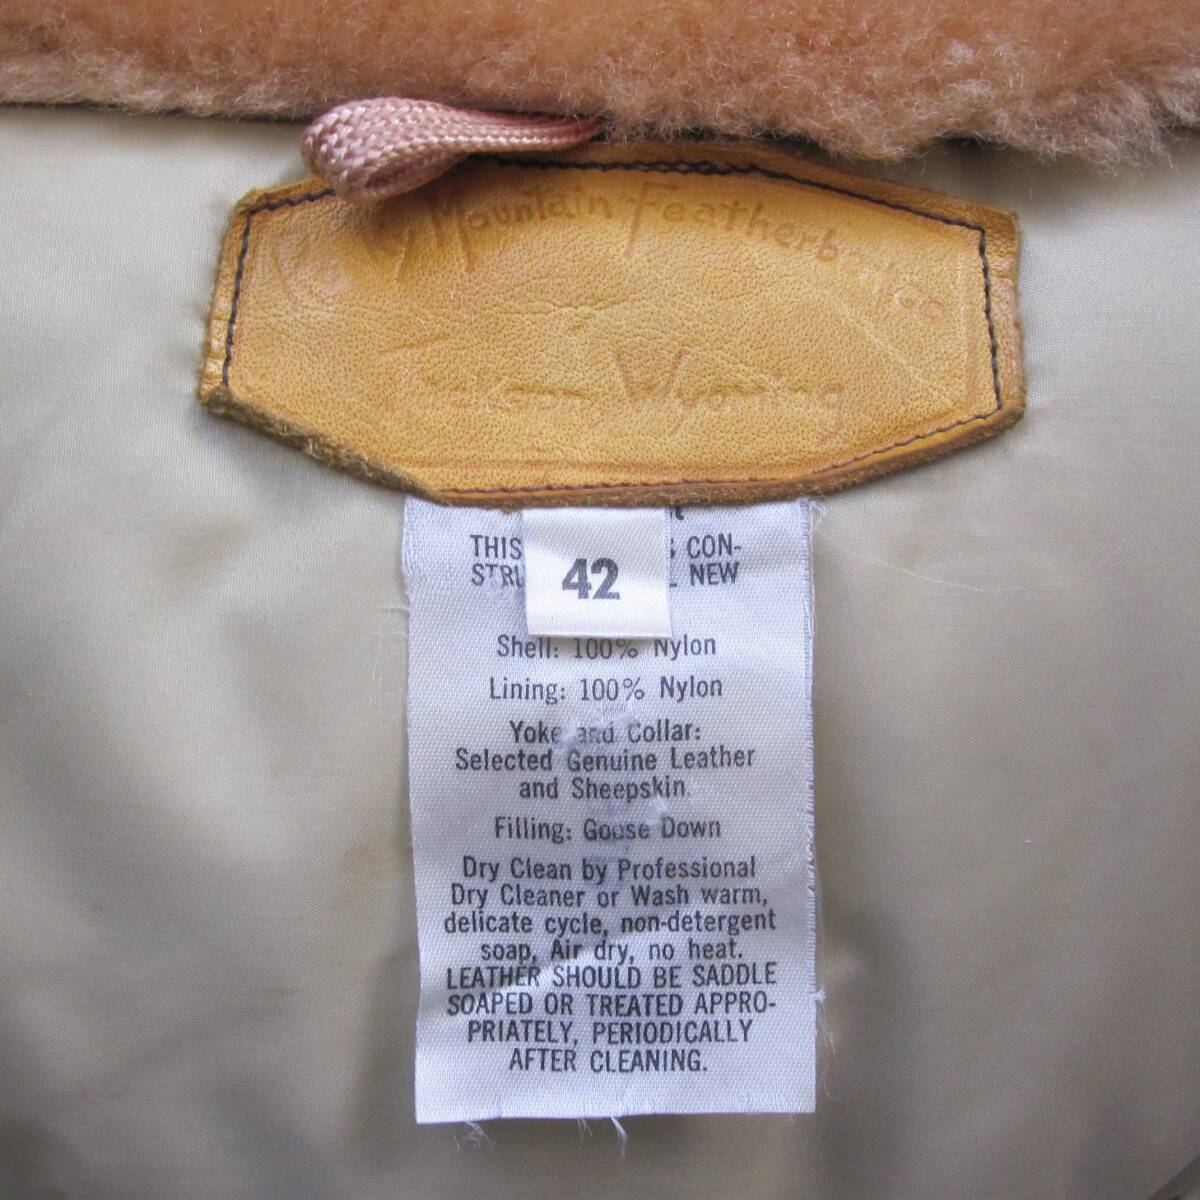 Mountain Featherbed Co
Jackson Wyoming
42
THIS CON-
NEW
Shell: 100% Nylon
Lining: 100% Nylon
Yoke and Collar:
Selected Genuine Leather
and Sheepskin.
Filling: Goose Down
Dry Clean by Professional
Dry Cleaner or Wash warm,
delicate cycle, non-detergent
soap, Air dry, no heat.
LEATHER SHOULD BE SADDLE
SOAPED OR TREATED APPRO-
PRIATELY, PERIODICALLY
AFTER CLEANING.